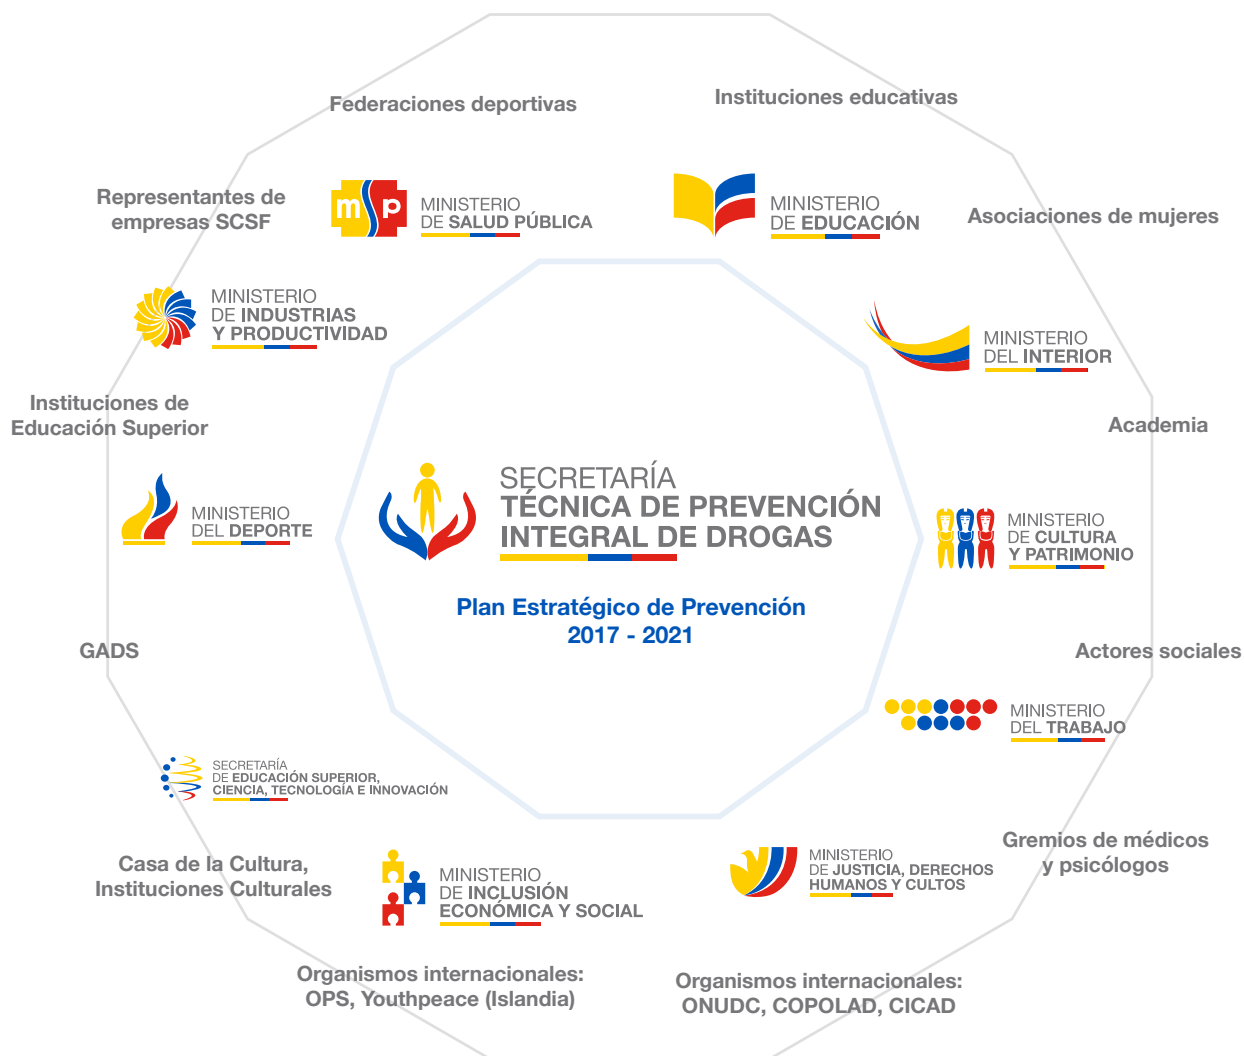 Federaciones deportivas
Instituciones educativas
Representantes de
empresas SCSF
m p
MINISTERIO
DE SALUD PÚBLICA
MINISTERIO
DE EDUCACIÓN
Asociaciones de mujeres
MINISTERIO
DE INDUSTRIAS
Y PRODUCTIVIDAD
MINISTERIO
DEL INTERIOR
Instituciones de
Educación Superior
Academia
MINISTERIO
DEL DEPORTE
SECRETARÍA
TÉCNICA DE PREVENCIÓN
INTEGRAL DE DROGAS
MINISTERIO
DE CULTURA
Y PATRIMONIO
Plan Estratégico de Prevención
2017 - 2021
GADS
Actores sociales
MINISTERIO
DEL TRABAJO
SECRETARÍA
DE EDUCACIÓN SUPERIOR,
CIENCIA, TECNOLOGÍA E INNOVACIÓN
Gremios de médicos
y psicólogos
Casa de la Cultura,
Instituciones Culturales
MINISTERIO
DE INCLUSIÓN
ECONÓMICA Y SOCIAL
MINISTERIO
DE JUSTICIA, DERECHOS
HUMANOS Y CULTOS
Organismos internacionales:
OPS, Youthpeace (Islandia)
Organismos internacionales:
ONUDC, COPOLAD, CICAD